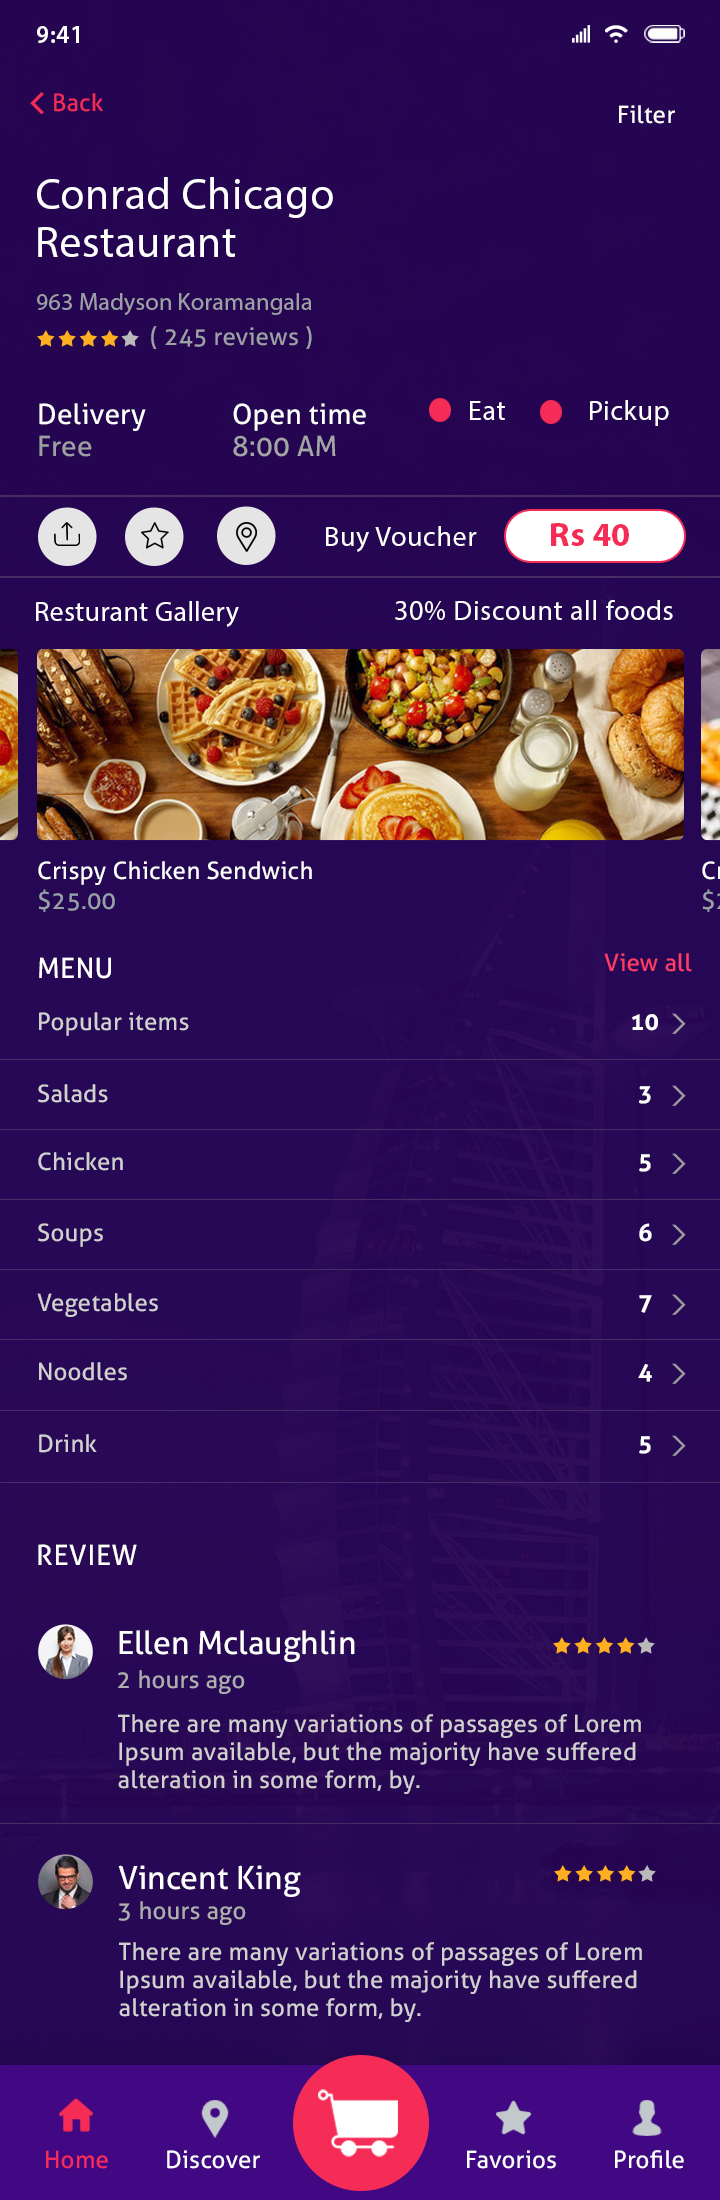 9:41
Back
Filter
Conrad Chicago
Restaurant
963 Madyson Koramangala
( 245 reviews )
Delivery
Free
Open time
8:00 AM
Eat
Pickup
Buy Voucher
Rs 40
Resturant Gallery
30% Discount all foods
Crispy Chicken Sendwich
$25.00
MENU
View all
Popular items 10
Salads 3
Chicken 5
Soups 6
Vegetables 7
Noodles 4
Drink 5
REVIEW
Ellen Mclaughlin
2 hours ago
There are many variations of passages of Lorem
Ipsum available, but the majority have suffered
alteration in some form, by.
Vincent King
3 hours ago
There are many variations of passages of Lorem
Ipsum available, but the majority have suffered
alteration in some form, by.
Home
Discover
Favorios
Profile